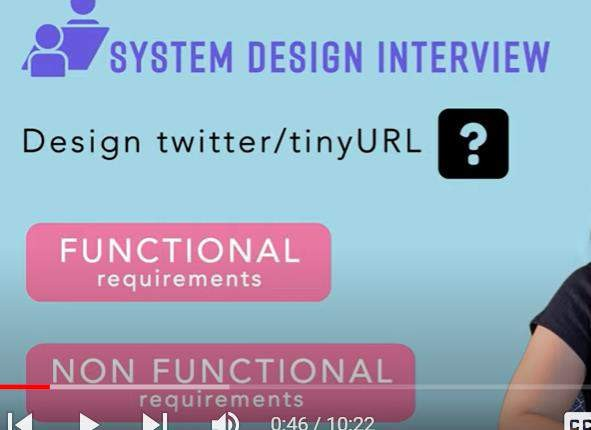 SYSTEM DESIGN INTERVIEW
Design twitter/tinyURL ?
FUNCTIONAL
requirements
NON FUNCTIONAL
requirements
0:46 / 10:22